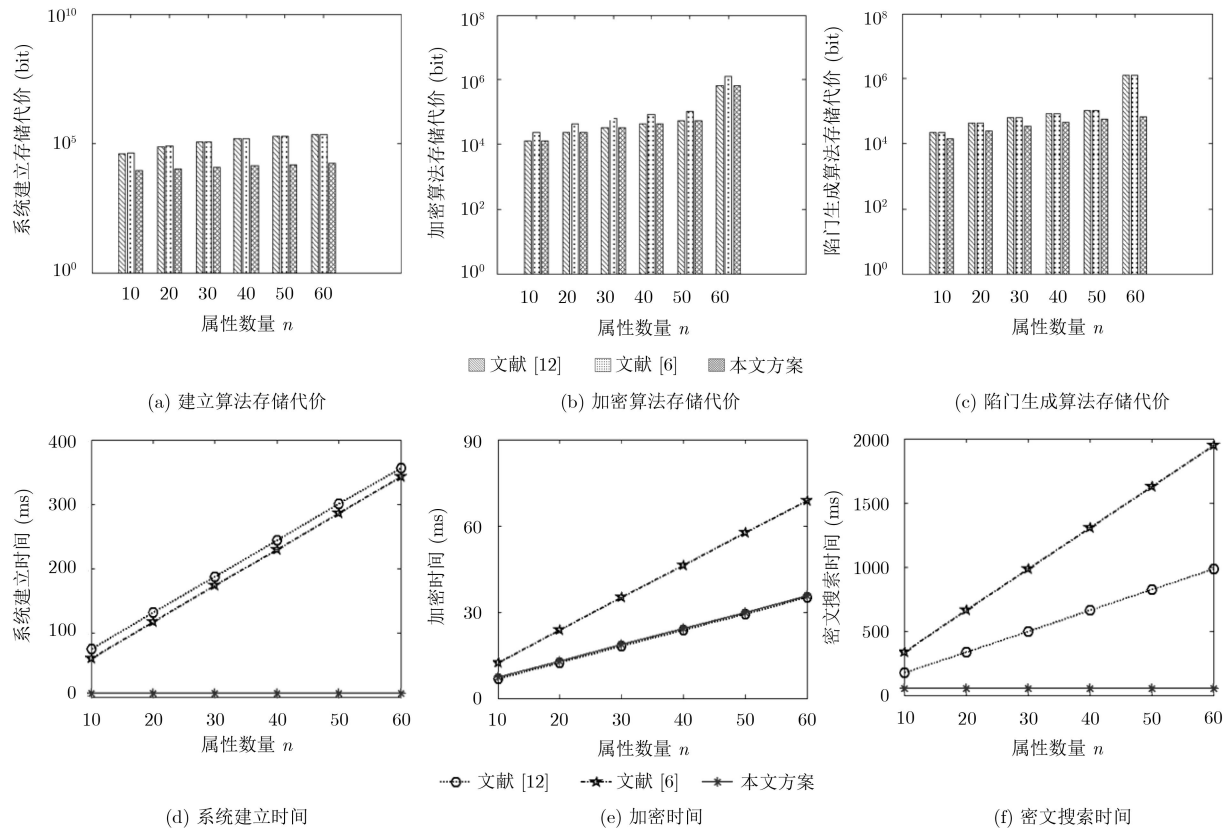 10^10
10^5
10^0
系统建立存储代价 (bit)
10 20 30 40 50 60
属性数量 n
10^8
10^6
10^4
10^2
10^0
加密算法存储代价 (bit)
10 20 30 40 50 60
属性数量 n
10^8
10^6
10^4
10^2
10^0
陷门生成算法存储代价 (bit)
10 20 30 40 50 60
属性数量 n
文献 [12] 文献 [6] 本文方案
(a) 建立算法存储代价
(b) 加密算法存储代价
(c) 陷门生成算法存储代价
400
300
200
100
0
系统建立时间 (ms)
10 20 30 40 50 60
属性数量 n
90
60
30
0
加密时间 (ms)
10 20 30 40 50 60
属性数量 n
2000
1500
1000
500
0
密文搜索时间 (ms)
10 20 30 40 50 60
属性数量 n
文献 [12] 文献 [6] 本文方案
(d) 系统建立时间
(e) 加密时间
(f) 密文搜索时间